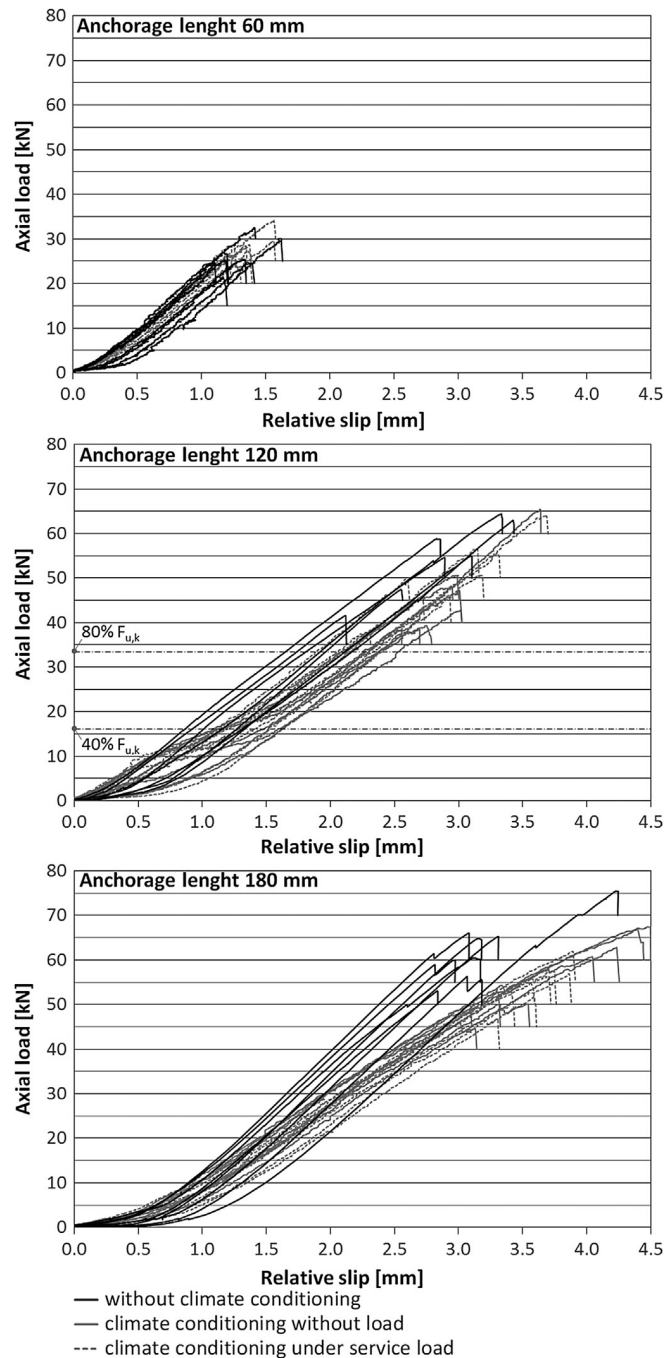 Anchorage lenght 60 mm
Axial load [kN]
80
70
60
50
40
30
20
10
0
0.0 0.5 1.0 1.5 2.0 2.5 3.0 3.5 4.0 4.5
Relative slip [mm]
Anchorage lenght 120 mm
Axial load [kN]
80
70
60
50
40
30
20
10
0
80% Fu,k
40% Fu,k
0.0 0.5 1.0 1.5 2.0 2.5 3.0 3.5 4.0 4.5
Relative slip [mm]
Anchorage lenght 180 mm
Axial load [kN]
80
70
60
50
40
30
20
10
0
0.0 0.5 1.0 1.5 2.0 2.5 3.0 3.5 4.0 4.5
Relative slip [mm]
without climate conditioning
climate conditioning without load
climate conditioning under service load